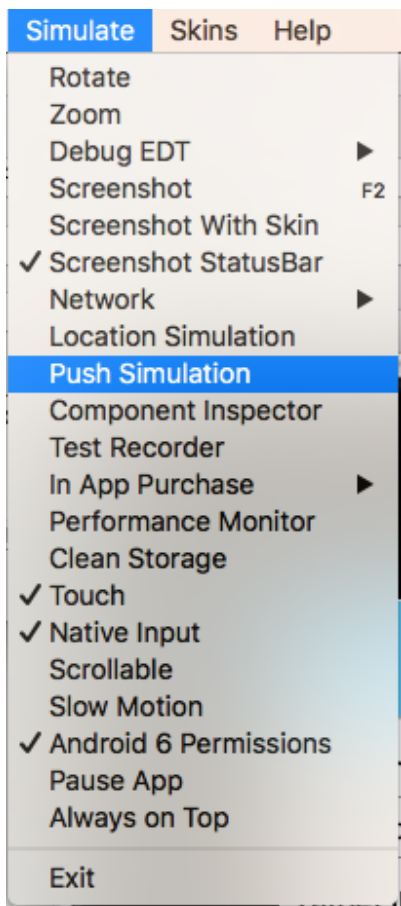 Simulate Skins Help
Rotate
Zoom
Debug EDT
Screenshot F2
Screenshot With Skin
✓ Screenshot StatusBar
Network
Location Simulation
Push Simulation
Component Inspector
Test Recorder
In App Purchase
Performance Monitor
Clean Storage
✓ Touch
✓ Native Input
Scrollable
Slow Motion
✓ Android 6 Permissions
Pause App
Always on Top
Exit